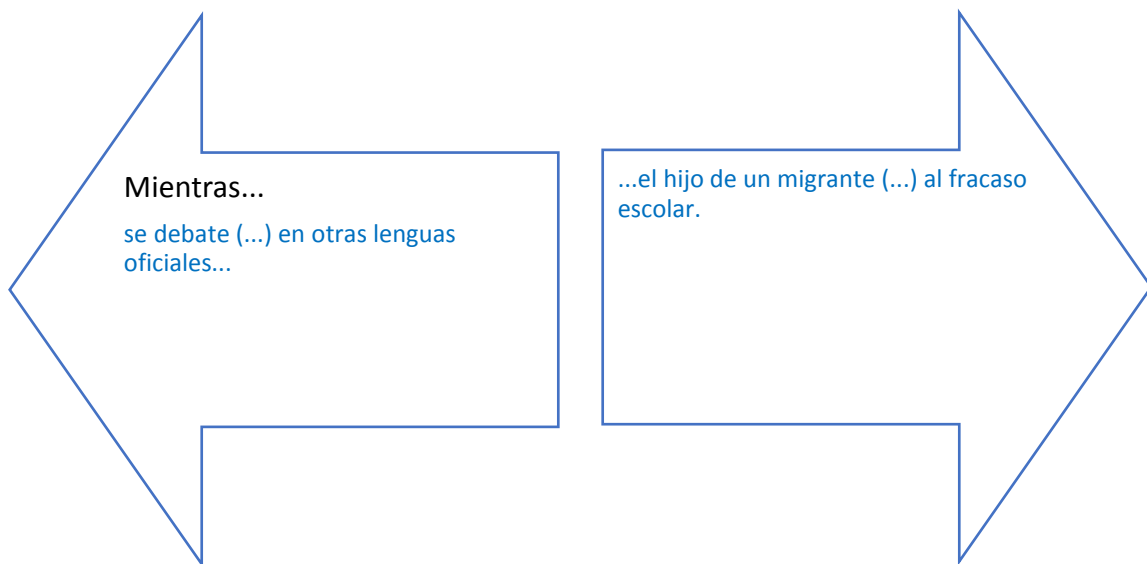 Mientras...
se debate (...) en otras lenguas
oficiales...
...el hijo de un migrante (...) al fracaso
escolar.